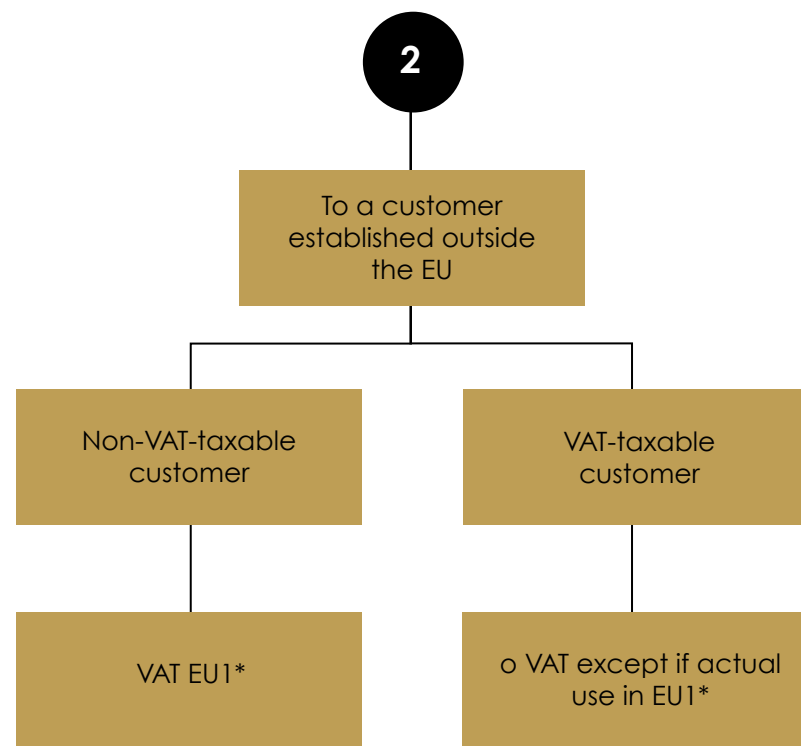 2
To a customer
established outside
the EU
Non-VAT-taxable
customer
VAT-taxable
customer
VAT EU1*
o VAT except if actual
use in EU1*